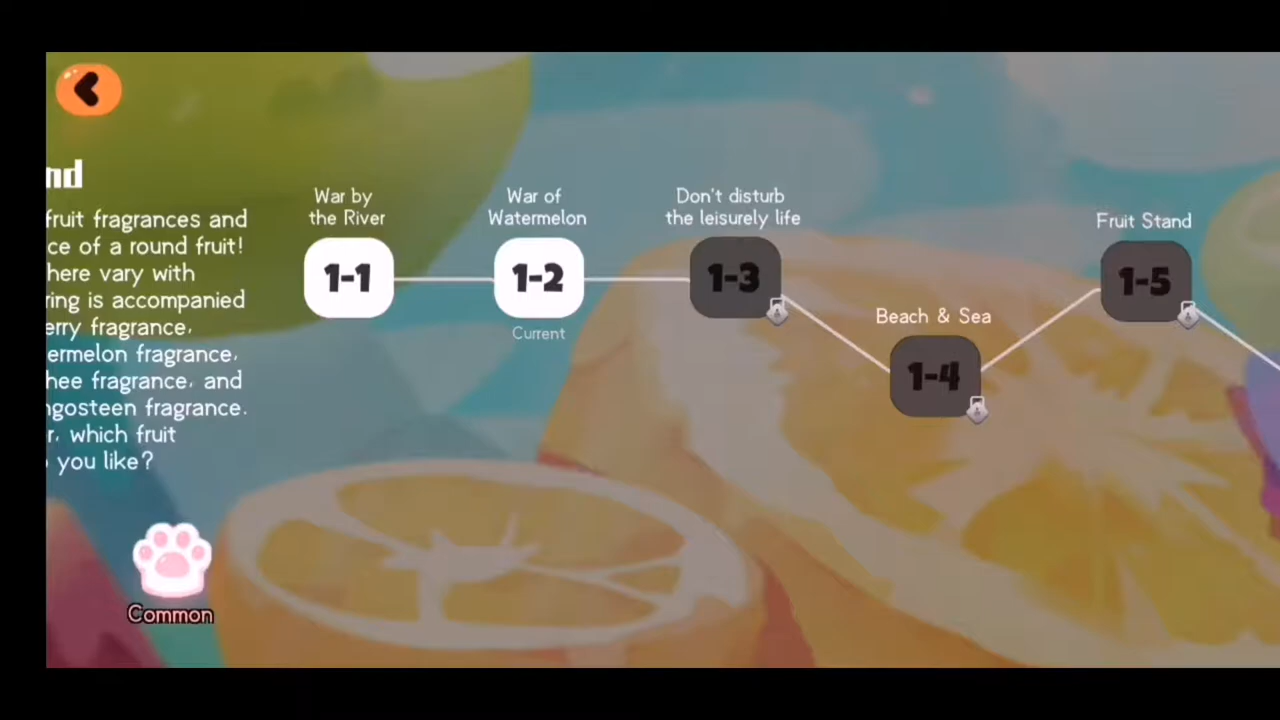 nd
fruit fragrances and
ce of a round fruit!
here vary with
ring is accompanied
erry fragrance,
ermelon fragrance,
hee fragrance, and
ngosteen fragrance.
r, which fruit
you like?
Common
War by
the River
1-1
War of
Watermelon
1-2
Current
Don't disturb
the leisurely life
1-3
Beach & Sea
1-4
Fruit Stand
1-5